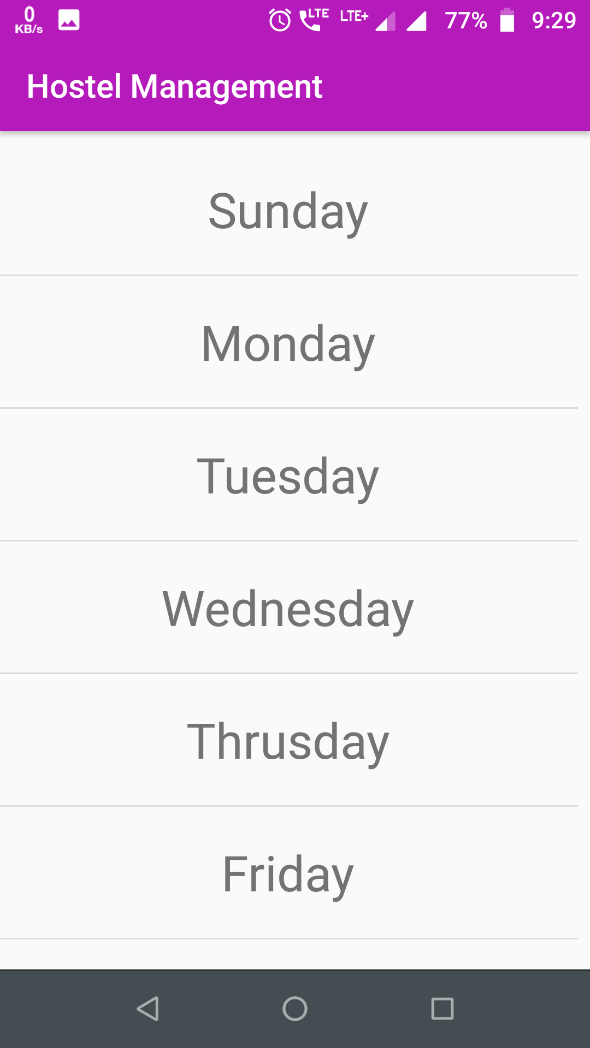 0
KB/s
LTE
LTE+
77%
9:29
Hostel Management
Sunday
Monday
Tuesday
Wednesday
Thrusday
Friday